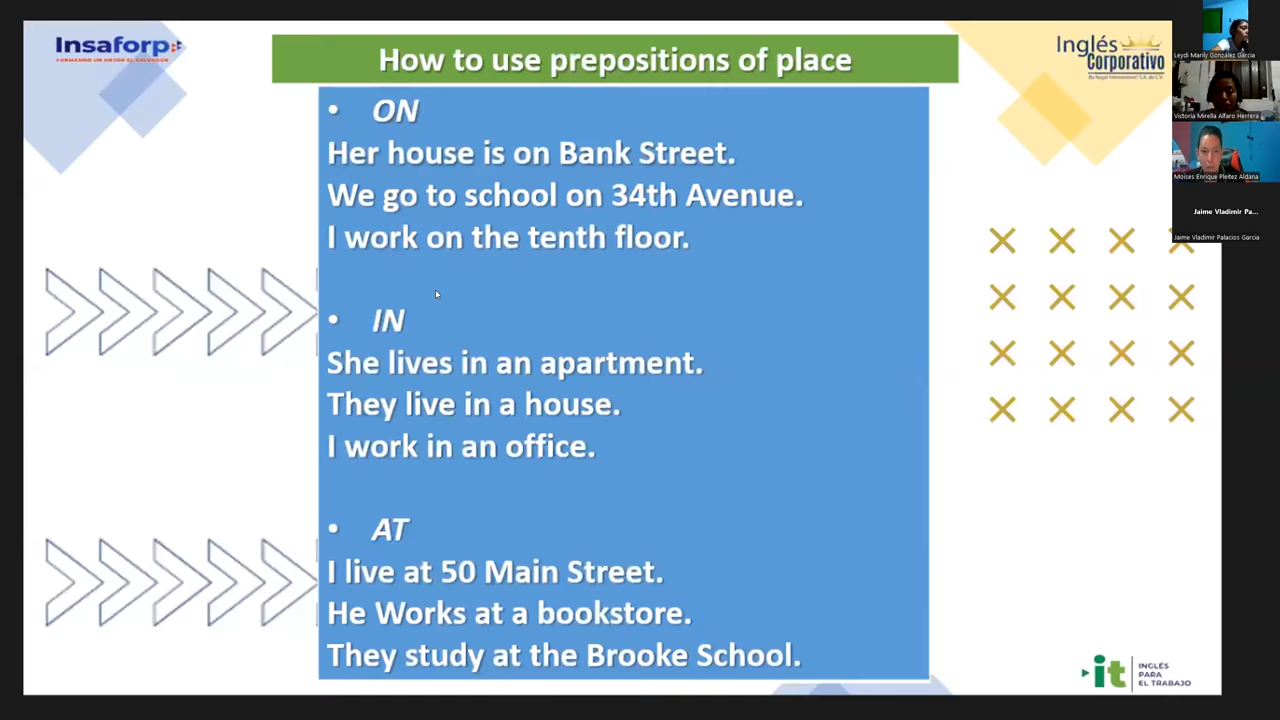 Insaforp
FORMANDO UN MEJOR EL SALVADOR
How to use prepositions of place
Inglés
Corporativo
Leydi Marily González García
Victoria Mirella Alfaro Herrera
Moises Enrique Pleitez Aldana
Jaime Vladimir Pa...
Jaime Vladimir Palacios Garcia
• ON
Her house is on Bank Street.
We go to school on 34th Avenue.
I work on the tenth floor.
• IN
She lives in an apartment.
They live in a house.
I work in an office.
• AT
I live at 50 Main Street.
He Works at a bookstore.
They study at the Brooke School.
it
INGLÉS
PARA
EL TRABAJO